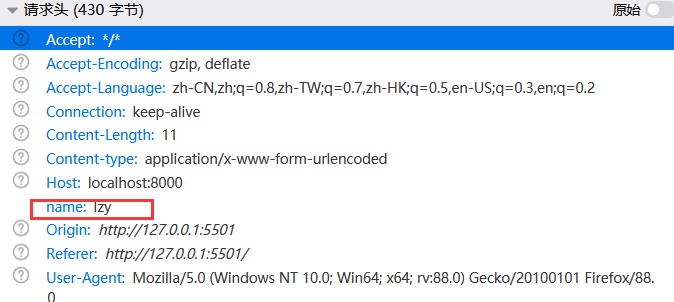 请求头 (430 字节) 原始
Accept: */*
Accept-Encoding: gzip, deflate
Accept-Language: zh-CN,zh;q=0.8,zh-TW;q=0.7,zh-HK;q=0.5,en-US;q=0.3,en;q=0.2
Connection: keep-alive
Content-Length: 11
Content-type: application/x-www-form-urlencoded
Host: localhost:8000
name: lzy
Origin: http://127.0.0.1:5501
Referer: http://127.0.0.1:5501/
User-Agent: Mozilla/5.0 (Windows NT 10.0; Win64; x64; rv:88.0) Gecko/20100101 Firefox/88.
0